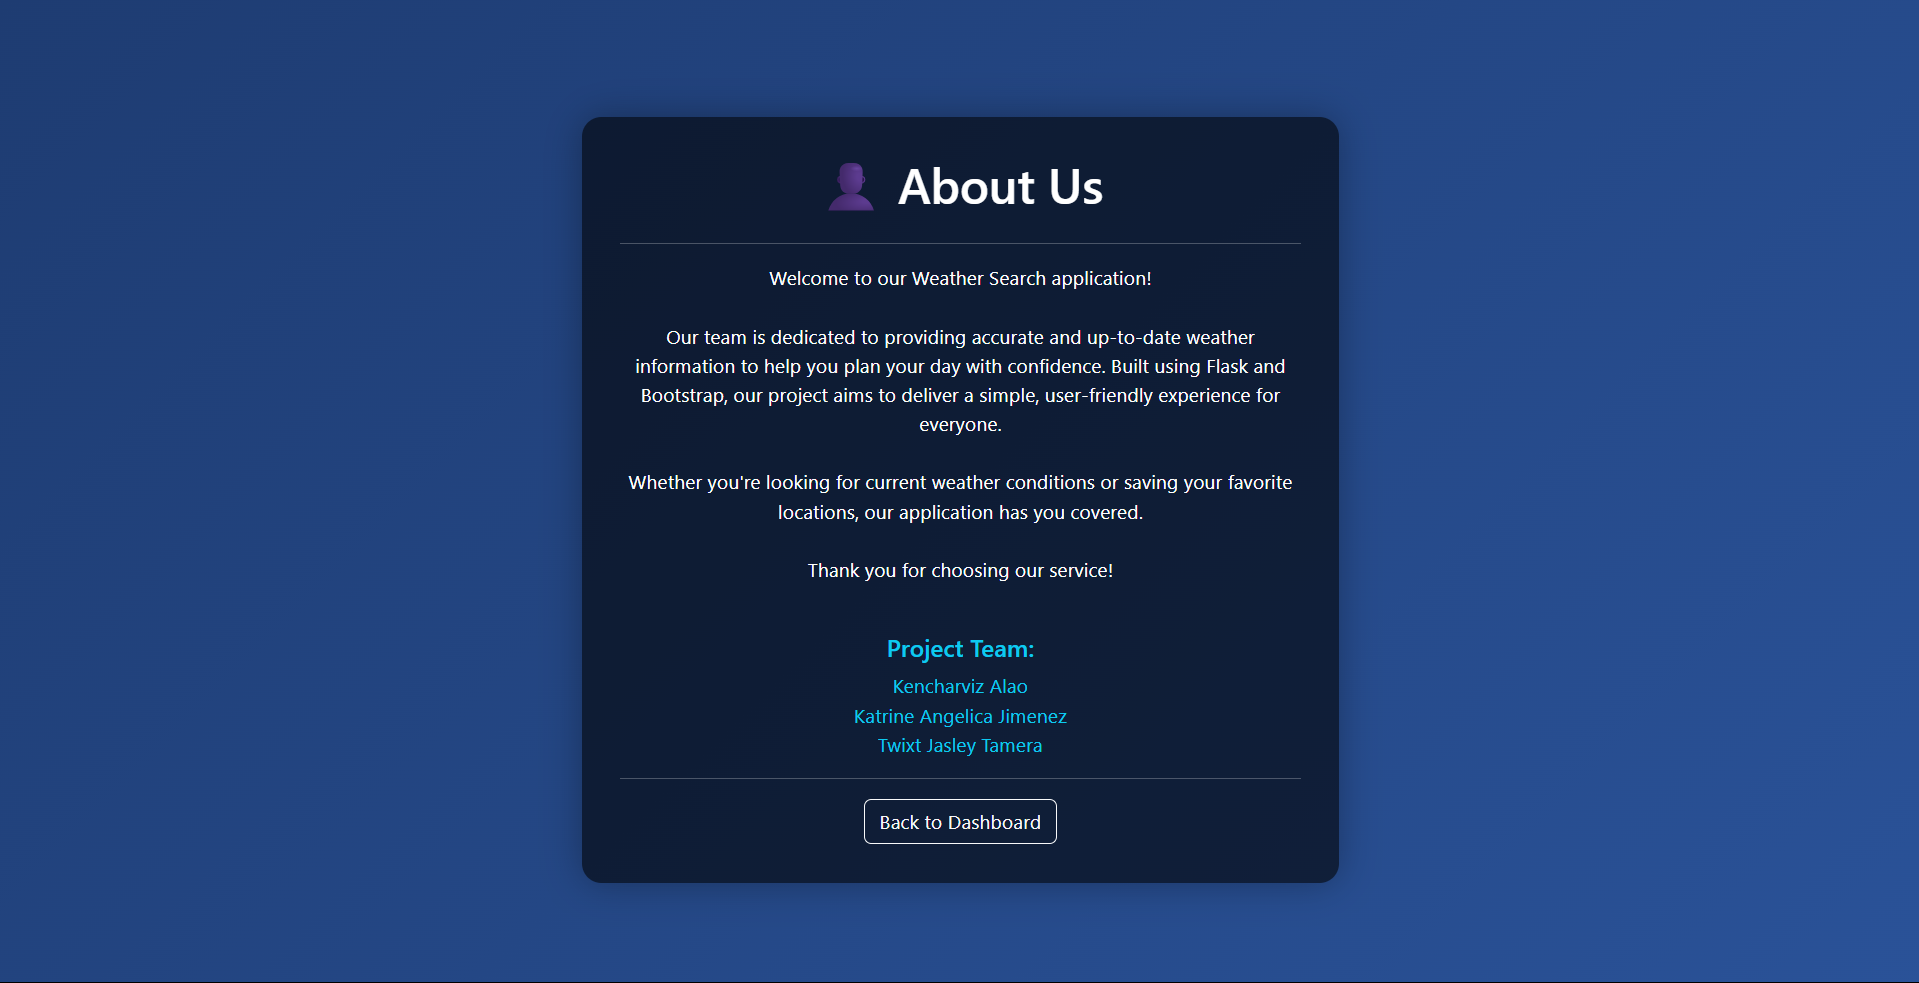 About Us
Welcome to our Weather Search application!
Our team is dedicated to providing accurate and up-to-date weather
information to help you plan your day with confidence. Built using Flask and
Bootstrap, our project aims to deliver a simple, user-friendly experience for
everyone.
Whether you're looking for current weather conditions or saving your favorite
locations, our application has you covered.
Thank you for choosing our service!
Project Team:
Kencharviz Alao
Katrine Angelica Jimenez
Twixt Jasley Tamera
Back to Dashboard